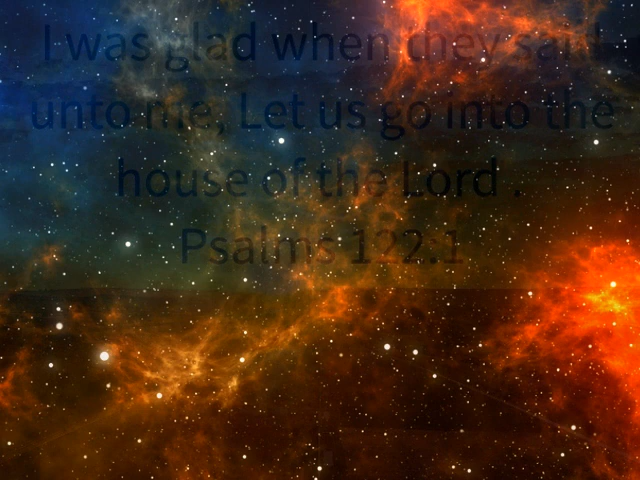 I was glad when they said
unto me, Let us go into the
house of the Lord .
Psalms 122:1